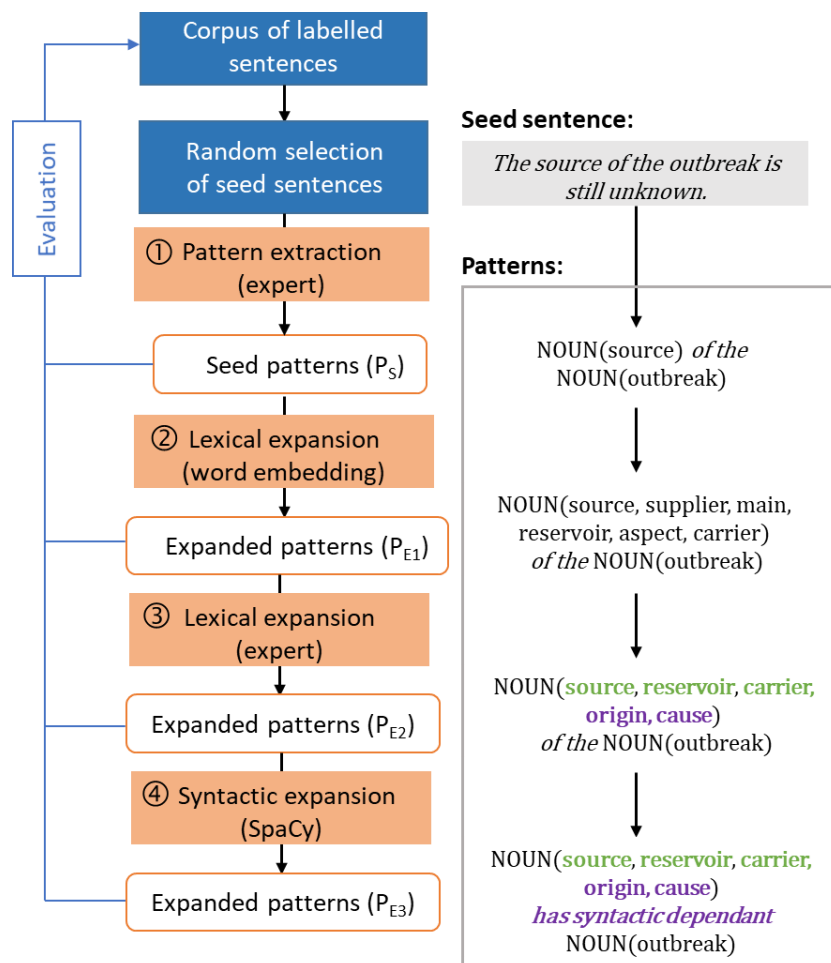 Corpus of labelled
sentences
Random selection
of seed sentences
Evaluation
① Pattern extraction
(expert)
Seed patterns (P_S)
② Lexical expansion
(word embedding)
Expanded patterns (P_E1)
③ Lexical expansion
(expert)
Expanded patterns (P_E2)
④ Syntactic expansion
(SpaCy)
Expanded patterns (P_E3)
Seed sentence:
The source of the outbreak is
still unknown.
Patterns:
NOUN(source) of the
NOUN(outbreak)
NOUN(source, supplier, main,
reservoir, aspect, carrier)
of the NOUN(outbreak)
NOUN(source, reservoir, carrier,
origin, cause)
of the NOUN(outbreak)
NOUN(source, reservoir, carrier,
origin, cause)
has syntactic dependant
NOUN(outbreak)